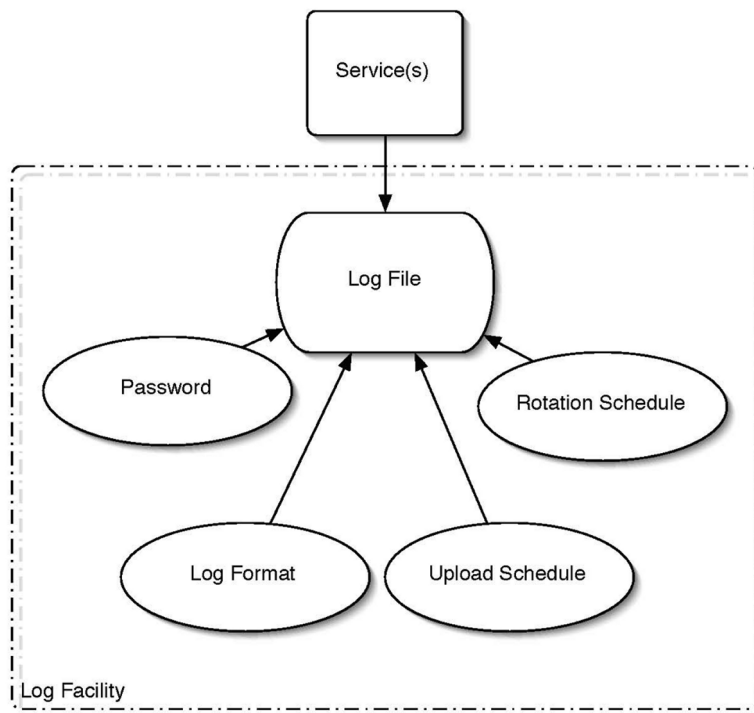 Service(s)
Log File
Password
Rotation Schedule
Log Format
Upload Schedule
Log Facility